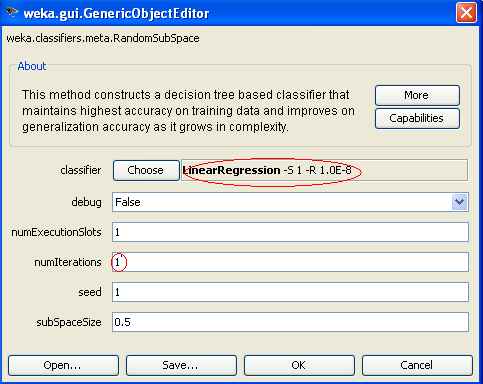 weka.gui.GenericObjectEditor
weka.classifiers.meta.RandomSubSpace
About
This method constructs a decision tree based classifier that
maintains highest accuracy on training data and improves on
generalization accuracy as it grows in complexity.
More
Capabilities
classifier Choose LinearRegression -S 1 -R 1.0E-8
debug False
numExecutionSlots 1
numIterations 1
seed 1
subSpaceSize 0.5
Open... Save... OK Cancel